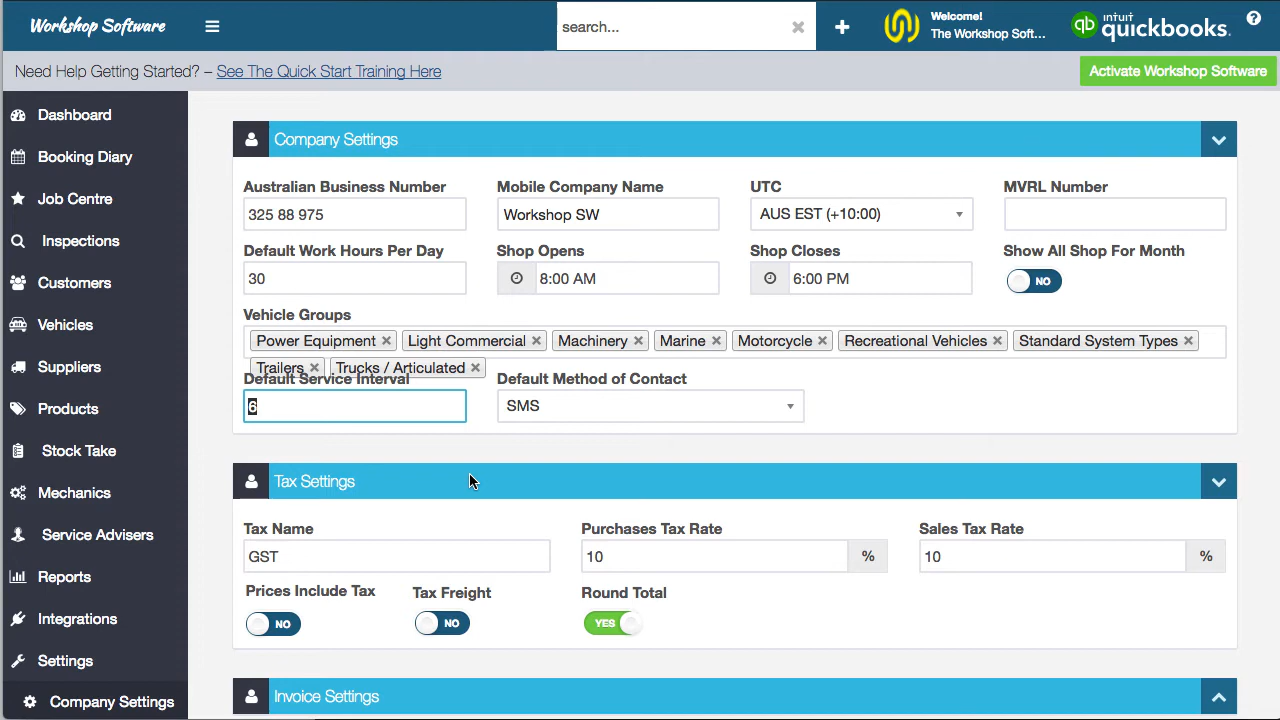 Workshop Software
search...
Welcome!
The Workshop Soft...
intuit
quickbooks.
Need Help Getting Started? – See The Quick Start Training Here
Activate Workshop Software
Dashboard
Booking Diary
Job Centre
Inspections
Customers
Vehicles
Suppliers
Products
Stock Take
Mechanics
Service Advisers
Reports
Integrations
Settings
Company Settings
Company Settings
Australian Business Number
Mobile Company Name
UTC
MVRL Number
325 88 975
Workshop SW
AUS EST (+10:00)
Default Work Hours Per Day
Shop Opens
Shop Closes
Show All Shop For Month
30
8:00 AM
6:00 PM
NO
Vehicle Groups
Power Equipment × Light Commercial × Machinery × Marine × Motorcycle × Recreational Vehicles × Standard System Types ×
Trailers × Trucks / Articulated ×
Default Service Interval
Default Method of Contact
6
SMS
Tax Settings
Tax Name
Purchases Tax Rate
Sales Tax Rate
GST
10 %
10 %
Prices Include Tax
Tax Freight
Round Total
NO
NO
YES
Invoice Settings